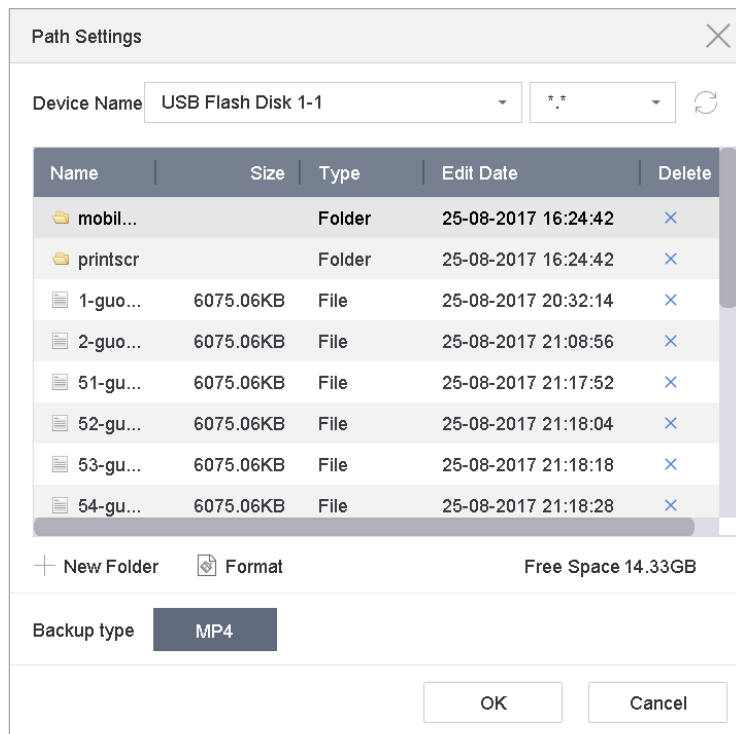 Path Settings
Device Name USB Flash Disk 1-1 *.*
Name Size Type Edit Date Delete
mobil... Folder 25-08-2017 16:24:42
printscr Folder 25-08-2017 16:24:42
1-guo... 6075.06KB File 25-08-2017 20:32:14
2-guo... 6075.06KB File 25-08-2017 21:08:56
51-gu... 6075.06KB File 25-08-2017 21:17:52
52-gu... 6075.06KB File 25-08-2017 21:18:04
53-gu... 6075.06KB File 25-08-2017 21:18:18
54-gu... 6075.06KB File 25-08-2017 21:18:28
New Folder Format Free Space 14.33GB
Backup type MP4
OK Cancel